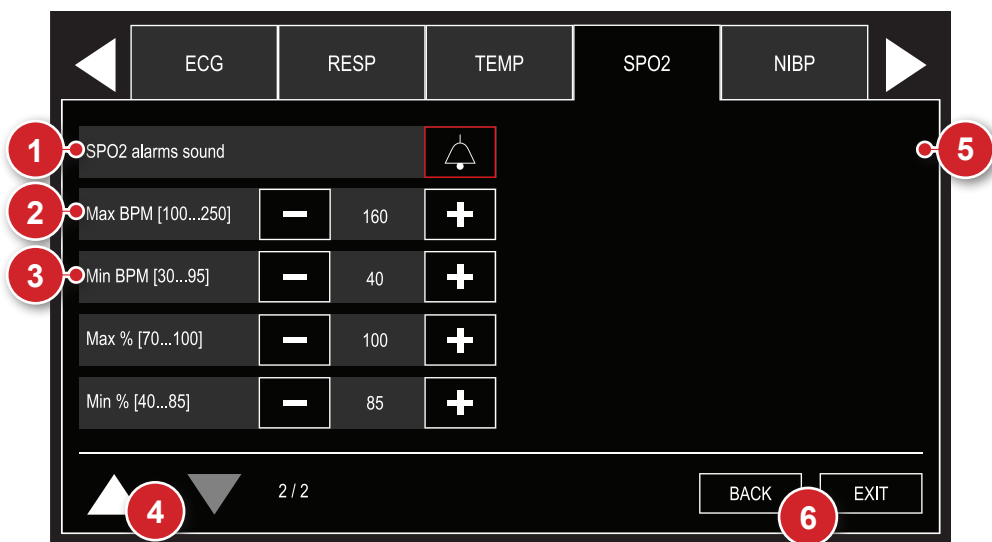 ECG RESP TEMP SPO2 NIBP
1 SPO2 alarms sound 5
2 Max BPM [100...250] 160
3 Min BPM [30...95] 40
Max % [70...100] 100
Min % [40...85] 85
4 2 / 2 BACK 6 EXIT